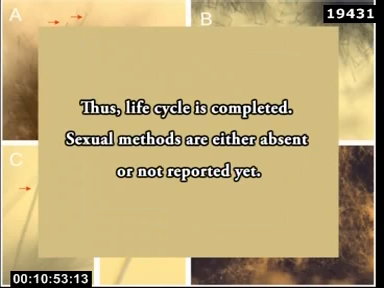 A
B
19431
Thus, life cycle is completed.
Sexual methods are either absent
or not reported yet.
C
00:10:53:13